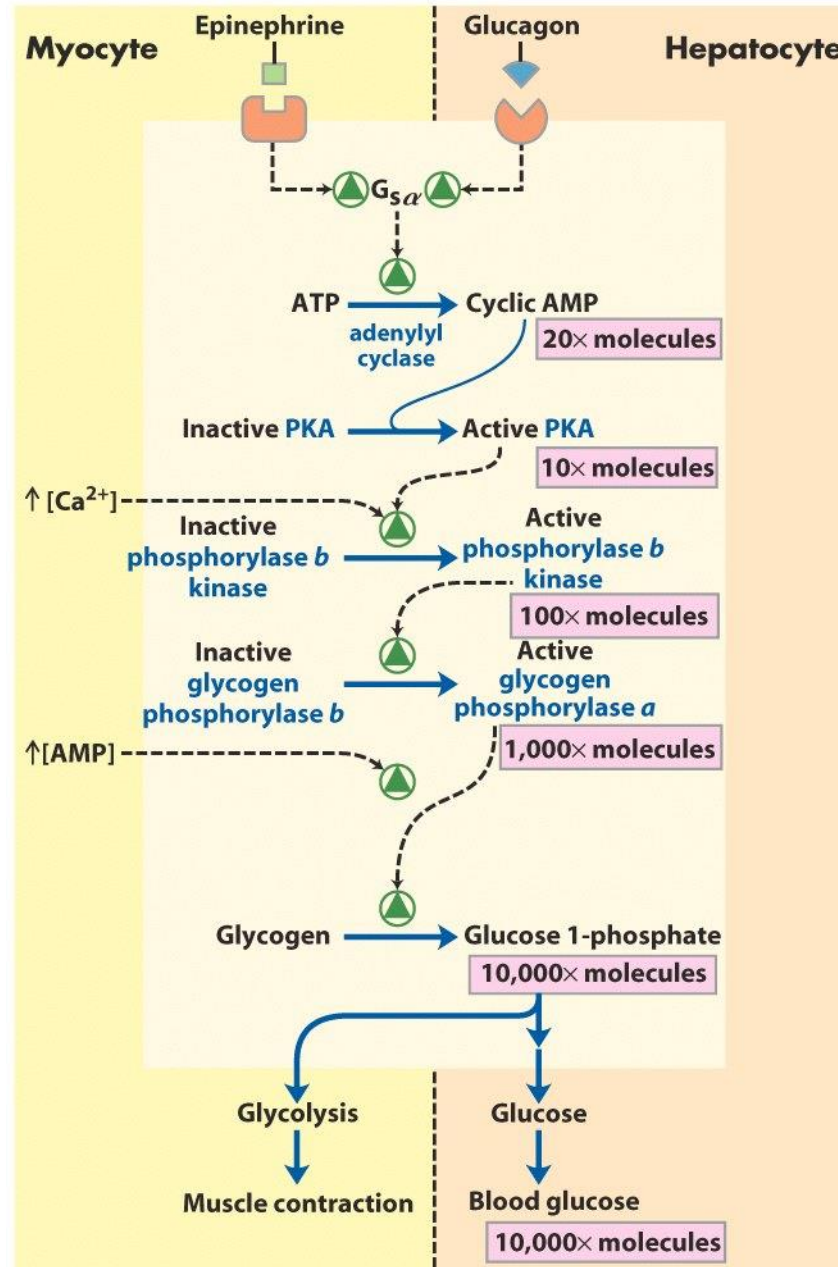 Epinephrine
Glucagon
Myocyte
Hepatocyte
Gsα
ATP
Cyclic AMP
adenylyl
cyclase
20× molecules
Inactive PKA
Active PKA
10× molecules
↑[Ca²⁺]
Inactive
phosphorylase b
kinase
Active
phosphorylase b
kinase
100× molecules
Inactive
glycogen
phosphorylase b
Active
glycogen
phosphorylase a
1,000× molecules
↑[AMP]
Glycogen
Glucose 1-phosphate
10,000× molecules
Glycolysis
Glucose
Muscle contraction
Blood glucose
10,000× molecules